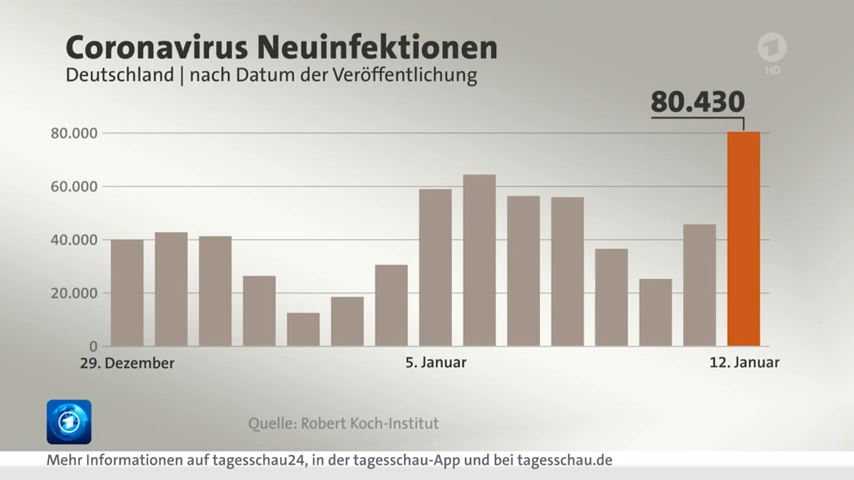 Coronavirus Neuinfektionen
Deutschland | nach Datum der Veröffentlichung
HD
80.430
80.000
60.000
40.000
20.000
0
29. Dezember
5. Januar
12. Januar
Quelle: Robert Koch-Institut
Mehr Informationen auf tagesschau24, in der tagesschau-App und bei tagesschau.de